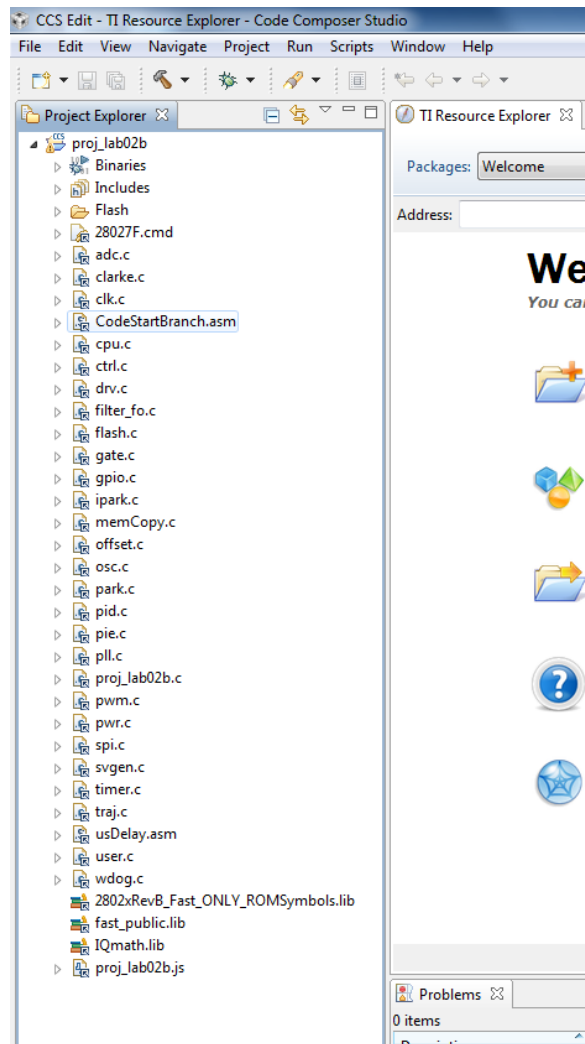 CCS Edit - TI Resource Explorer - Code Composer Studio
File Edit View Navigate Project Run Scripts Window Help
Project Explorer
TI Resource Explorer
proj_lab02b
Binaries
Includes
Flash
28027F.cmd
adc.c
clarke.c
clk.c
CodeStartBranch.asm
cpu.c
ctrl.c
drv.c
filter_fo.c
flash.c
gate.c
gpio.c
ipark.c
memCopy.c
offset.c
osc.c
park.c
pid.c
pie.c
pll.c
proj_lab02b.c
pwm.c
pwr.c
spi.c
svgen.c
timer.c
traj.c
usDelay.asm
user.c
wdog.c
2802xRevB_Fast_ONLY_ROMSymbols.lib
fast_public.lib
IQmath.lib
proj_lab02b.js
Packages: Welcome
Address:
We
You ca
Problems
0 items